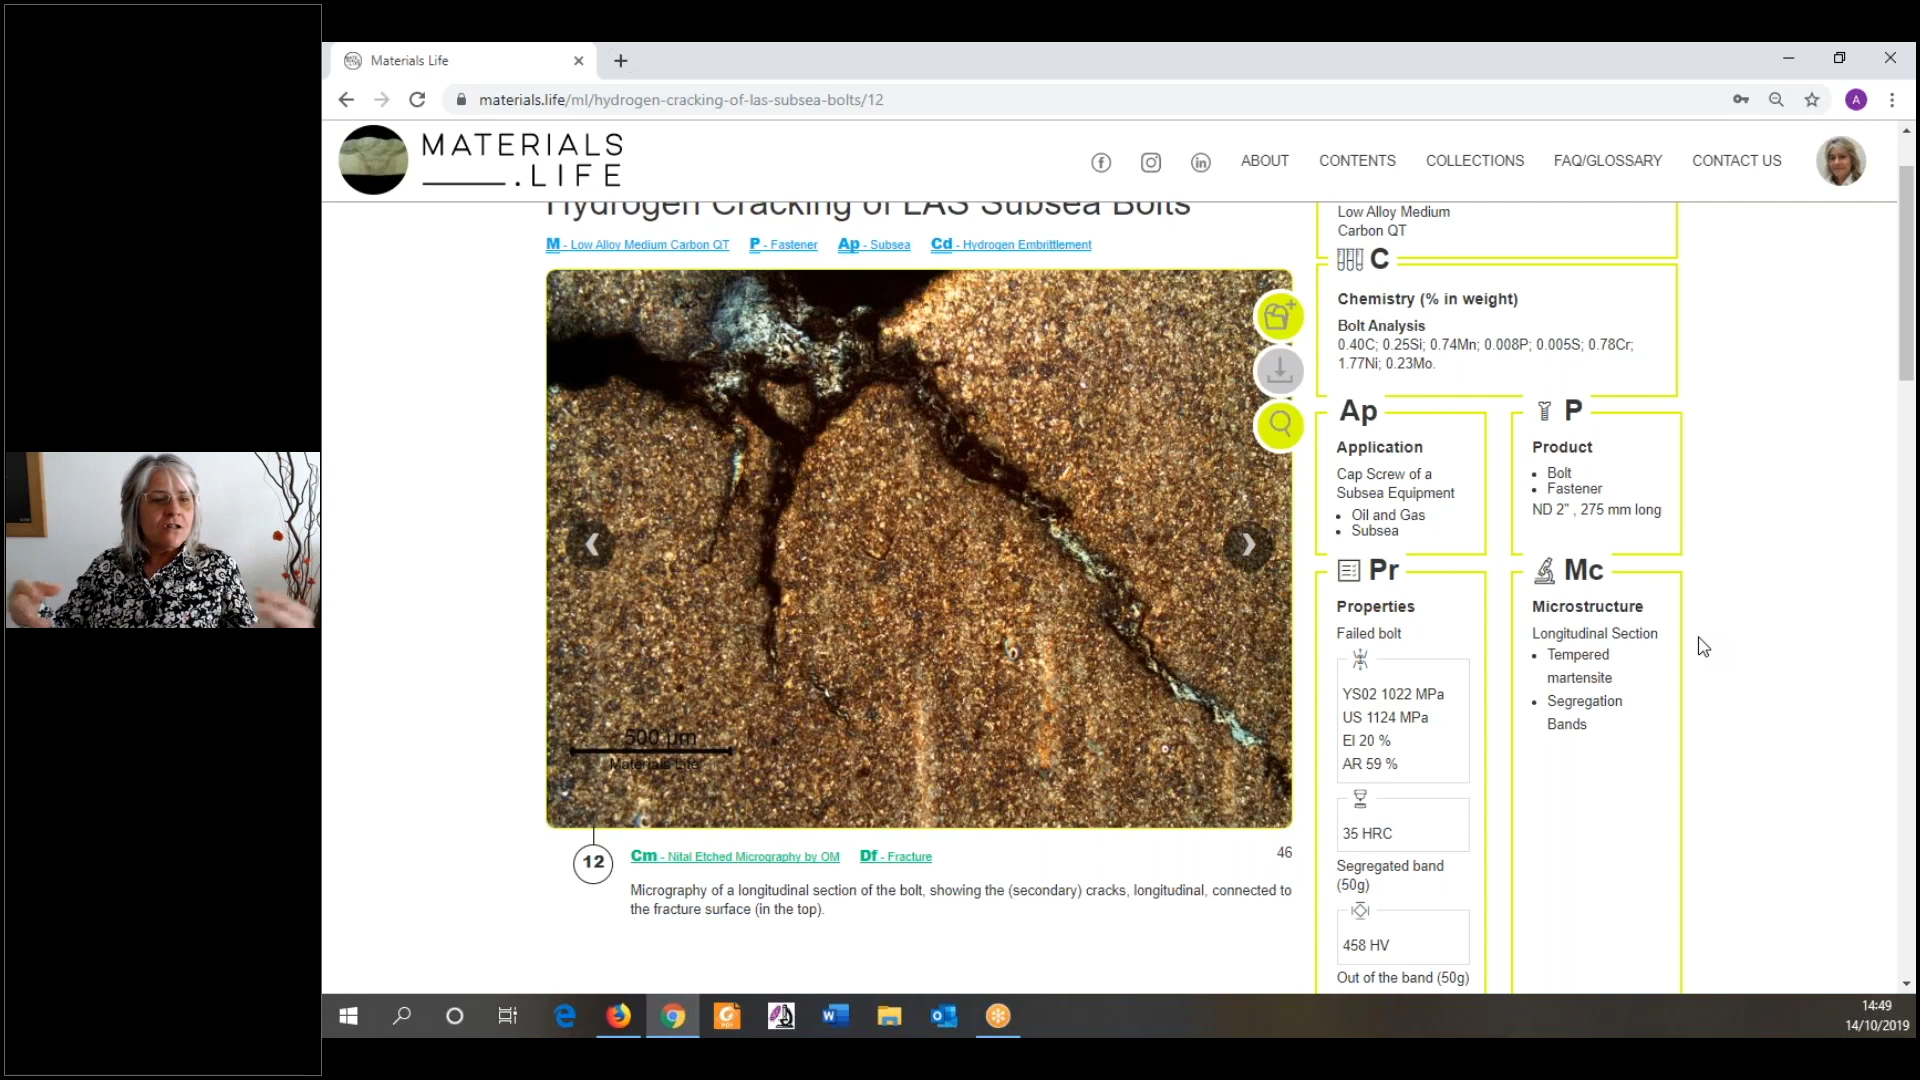 Materials Life
materials.life/ml/hydrogen-cracking-of-las-subsea-bolts/12
A
MATERIALS
.LIFE
ABOUT
CONTENTS
COLLECTIONS
FAQ/GLOSSARY
CONTACT US
Hydrogen Cracking of LAS Subsea Bolts
M - Low Alloy Medium Carbon QT P - Fastener Ap - Subsea Cd - Hydrogen Embrittlement
500 µm
Materials Life
12
Cm - Nital Etched Micrography by OM Df - Fracture
46
Micrography of a longitudinal section of the bolt, showing the (secondary) cracks, longitudinal, connected to
the fracture surface (in the top).
Low Alloy Medium
Carbon QT
C
Chemistry (% in weight)
Bolt Analysis
0.40C; 0.25Si; 0.74Mn; 0.008P; 0.005S; 0.78Cr;
1.77Ni; 0.23Mo.
Ap
Application
Cap Screw of a
Subsea Equipment
• Oil and Gas
• Subsea
P
Product
• Bolt
• Fastener
ND 2" , 275 mm long
Pr
Properties
Failed bolt
YS02 1022 MPa
US 1124 MPa
El 20 %
AR 59 %
35 HRC
Segregated band
(50g)
458 HV
Out of the band (50g)
Mc
Microstructure
Longitudinal Section
• Tempered
martensite
• Segregation
Bands
14:49
14/10/2019